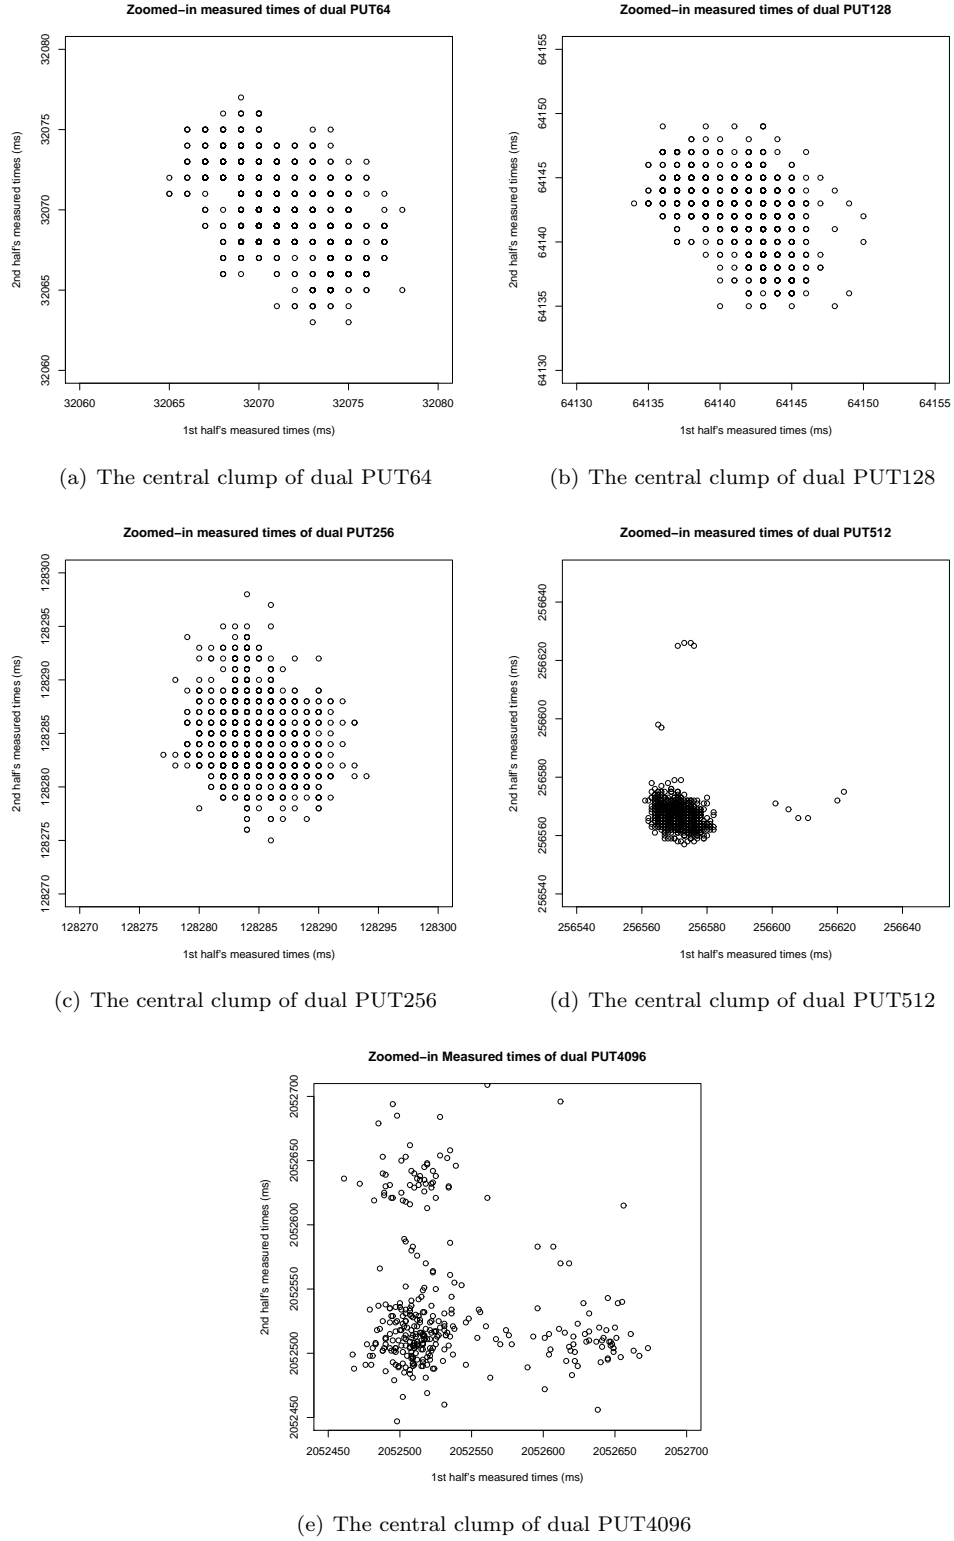 Zoomed−in measured times of dual PUT64
2nd half's measured times (ms)
32060 32065 32070 32075 32080
32060 32065 32070 32075 32080
1st half's measured times (ms)
(a) The central clump of dual PUT64
Zoomed−in measured times of dual PUT128
2nd half's measured times (ms)
64130 64135 64140 64145 64150 64155
64130 64135 64140 64145 64150 64155
1st half's measured times (ms)
(b) The central clump of dual PUT128
Zoomed−in measured times of dual PUT256
2nd half's measured times (ms)
128270 128275 128280 128285 128290 128295 128300
128270 128275 128280 128285 128290 128295 128300
1st half's measured times (ms)
(c) The central clump of dual PUT256
Zoomed−in measured times of dual PUT512
2nd half's measured times (ms)
256540 256560 256580 256600 256620 256640
256540 256560 256580 256600 256620 256640
1st half's measured times (ms)
(d) The central clump of dual PUT512
Zoomed−in Measured times of dual PUT4096
2nd half's measured times (ms)
2052450 2052500 2052550 2052600 2052650 2052700
2052450 2052500 2052550 2052600 2052650 2052700
1st half's measured times (ms)
(e) The central clump of dual PUT4096